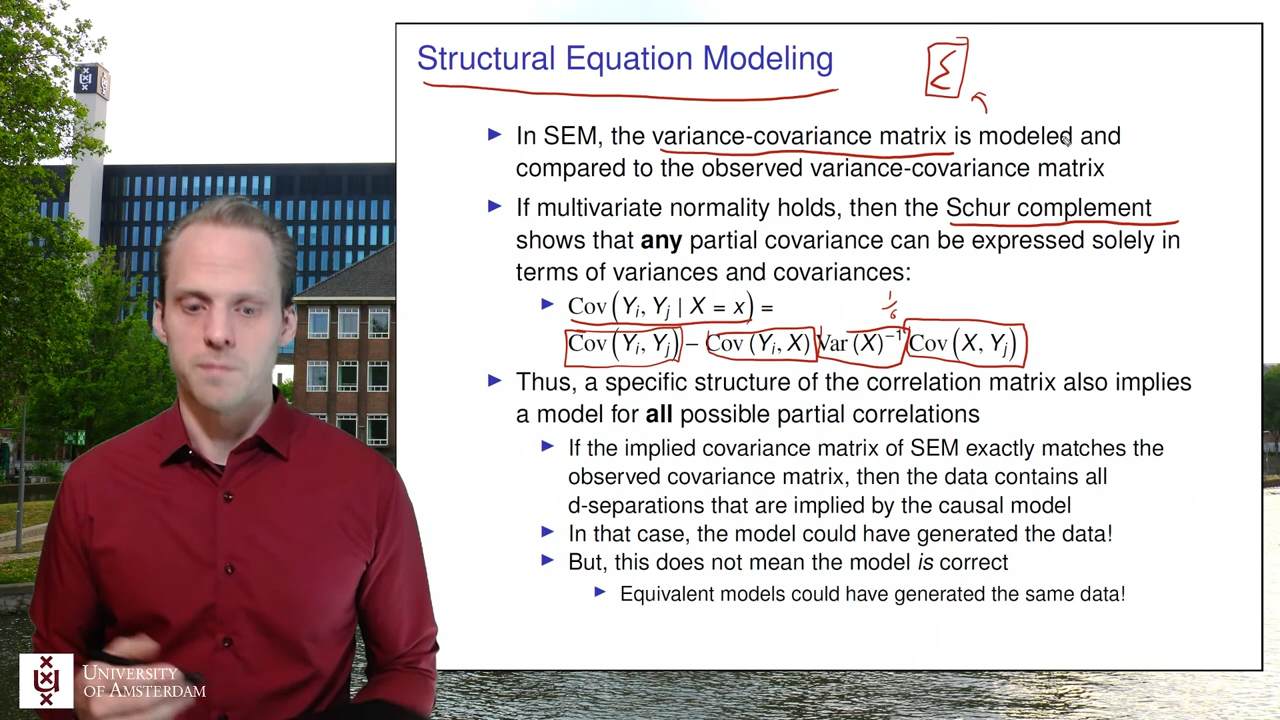 Structural Equation Modeling
Σ
▶ In SEM, the variance-covariance matrix is modeled and
compared to the observed variance-covariance matrix
▶ If multivariate normality holds, then the Schur complement
shows that any partial covariance can be expressed solely in
terms of variances and covariances:
▶ Cov(Yi, Yj | X = x) =
Cov(Yi, Yj) − Cov(Yi, X) Var(X)⁻¹ Cov(X, Yj)
▶ Thus, a specific structure of the correlation matrix also implies
a model for all possible partial correlations
▶ If the implied covariance matrix of SEM exactly matches the
observed covariance matrix, then the data contains all
d-separations that are implied by the causal model
▶ In that case, the model could have generated the data!
▶ But, this does not mean the model is correct
▶ Equivalent models could have generated the same data!
UNIVERSITY
OF AMSTERDAM